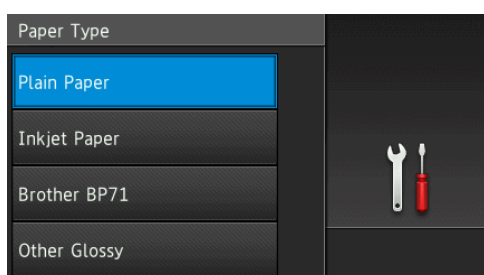 Paper Type
Plain Paper
Inkjet Paper
Brother BP71
Other Glossy